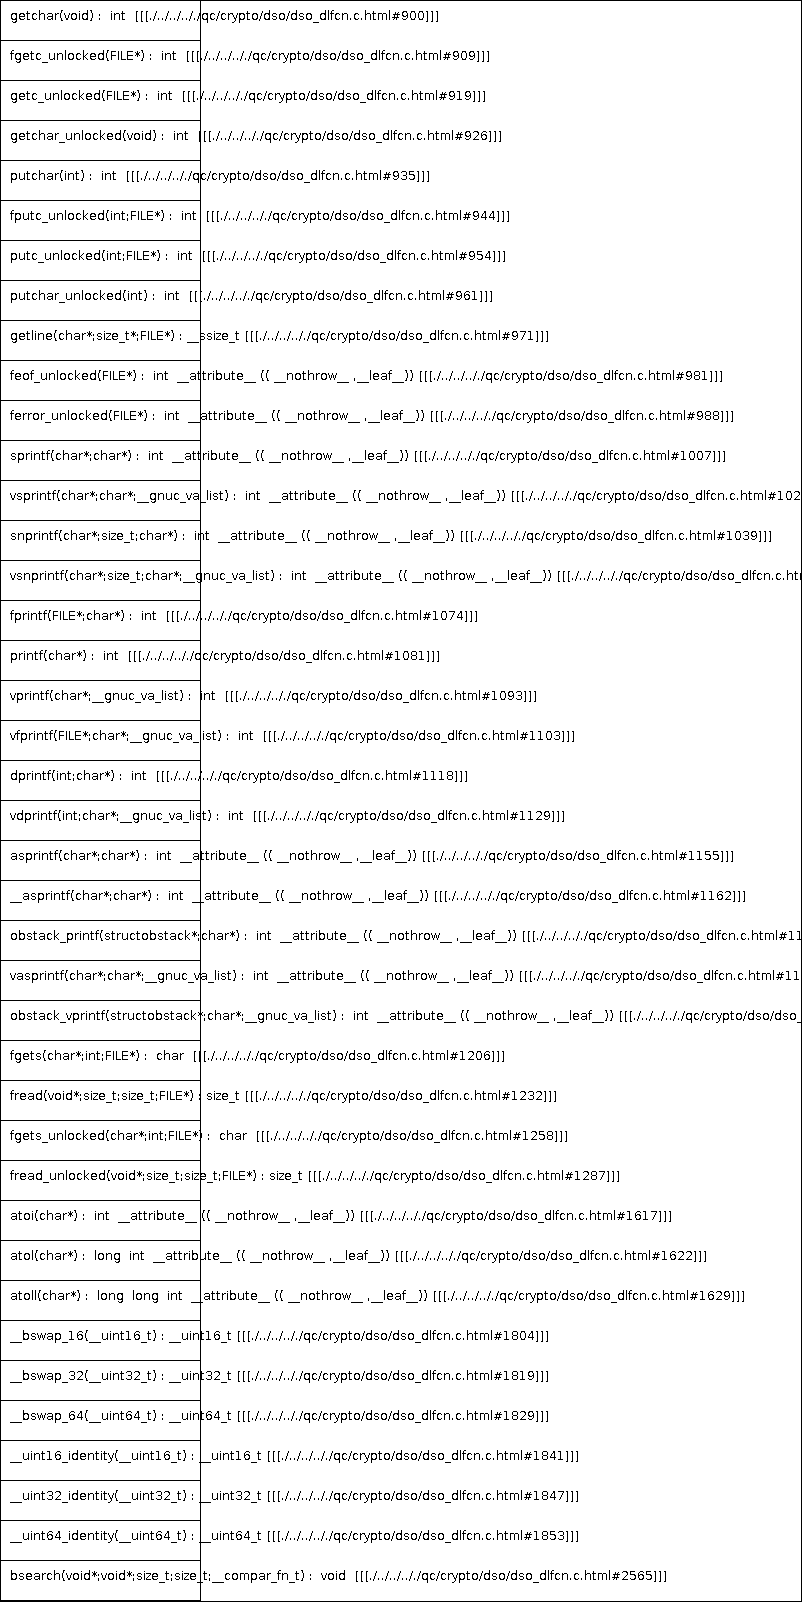 getchar(void) : int [[[./../../.././qc/crypto/dso/dso_dlfcn.c.html#900]]]
fgetc_unlocked(FILE*) : int [[[./../../.././qc/crypto/dso/dso_dlfcn.c.html#909]]]
getc_unlocked(FILE*) : int [[[./../../.././qc/crypto/dso/dso_dlfcn.c.html#919]]]
getchar_unlocked(void) : int [[[./../../.././qc/crypto/dso/dso_dlfcn.c.html#926]]]
putchar(int) : int [[[./../../.././qc/crypto/dso/dso_dlfcn.c.html#935]]]
fputc_unlocked(int;FILE*) : int [[[./../../.././qc/crypto/dso/dso_dlfcn.c.html#944]]]
putc_unlocked(int;FILE*) : int [[[./../../.././qc/crypto/dso/dso_dlfcn.c.html#954]]]
putchar_unlocked(int) : int [[[./../../.././qc/crypto/dso/dso_dlfcn.c.html#961]]]
getline(char*;size_t*;FILE*) : __ssize_t [[[./../../.././qc/crypto/dso/dso_dlfcn.c.html#971]]]
feof_unlocked(FILE*) : int __attribute__ (( __nothrow__ ,__leaf__)) [[[./../../.././qc/crypto/dso/dso_dlfcn.c.html#981]]]
ferror_unlocked(FILE*) : int __attribute__ (( __nothrow__ ,__leaf__)) [[[./../../.././qc/crypto/dso/dso_dlfcn.c.html#988]]]
sprintf(char*;char*) : int __attribute__ (( __nothrow__ ,__leaf__)) [[[./../../.././qc/crypto/dso/dso_dlfcn.c.html#1007]]]
vsprintf(char*;char*;__gnuc_va_list) : int __attribute__ (( __nothrow__ ,__leaf__)) [[[./../../.././qc/crypto/dso/dso_dlfcn.c.html#102
snprintf(char*;size_t;char*) : int __attribute__ (( __nothrow__ ,__leaf__)) [[[./../../.././qc/crypto/dso/dso_dlfcn.c.html#1039]]]
vsnprintf(char*;size_t;char*;__gnuc_va_list) : int __attribute__ (( __nothrow__ ,__leaf__)) [[[./../../.././qc/crypto/dso/dso_dlfcn.c.ht
fprintf(FILE*;char*) : int [[[./../../.././qc/crypto/dso/dso_dlfcn.c.html#1074]]]
printf(char*) : int [[[./../../.././qc/crypto/dso/dso_dlfcn.c.html#1081]]]
vprintf(char*;__gnuc_va_list) : int [[[./../../.././qc/crypto/dso/dso_dlfcn.c.html#1093]]]
vfprintf(FILE*;char*;__gnuc_va_list) : int [[[./../../.././qc/crypto/dso/dso_dlfcn.c.html#1103]]]
dprintf(int;char*) : int [[[./../../.././qc/crypto/dso/dso_dlfcn.c.html#1118]]]
vdprintf(int;char*;__gnuc_va_list) : int [[[./../../.././qc/crypto/dso/dso_dlfcn.c.html#1129]]]
asprintf(char*;char*) : int __attribute__ (( __nothrow__ ,__leaf__)) [[[./../../.././qc/crypto/dso/dso_dlfcn.c.html#1155]]]
__asprintf(char*;char*) : int __attribute__ (( __nothrow__ ,__leaf__)) [[[./../../.././qc/crypto/dso/dso_dlfcn.c.html#1162]]]
obstack_printf(structobstack*;char*) : int __attribute__ (( __nothrow__ ,__leaf__)) [[[./../../.././qc/crypto/dso/dso_dlfcn.c.html#11
vasprintf(char*;char*;__gnuc_va_list) : int __attribute__ (( __nothrow__ ,__leaf__)) [[[./../../.././qc/crypto/dso/dso_dlfcn.c.html#11
obstack_vprintf(structobstack*;char*;__gnuc_va_list) : int __attribute__ (( __nothrow__ ,__leaf__)) [[[./../../.././qc/crypto/dso/dso_
fgets(char*;int;FILE*) : char [[[./../../.././qc/crypto/dso/dso_dlfcn.c.html#1206]]]
fread(void*;size_t;size_t;FILE*) : size_t [[[./../../.././qc/crypto/dso/dso_dlfcn.c.html#1232]]]
fgets_unlocked(char*;int;FILE*) : char [[[./../../.././qc/crypto/dso/dso_dlfcn.c.html#1258]]]
fread_unlocked(void*;size_t;size_t;FILE*) : size_t [[[./../../.././qc/crypto/dso/dso_dlfcn.c.html#1287]]]
atoi(char*) : int __attribute__ (( __nothrow__ ,__leaf__)) [[[./../../.././qc/crypto/dso/dso_dlfcn.c.html#1617]]]
atol(char*) : long int __attribute__ (( __nothrow__ ,__leaf__)) [[[./../../.././qc/crypto/dso/dso_dlfcn.c.html#1622]]]
atoll(char*) : long long int __attribute__ (( __nothrow__ ,__leaf__)) [[[./../../.././qc/crypto/dso/dso_dlfcn.c.html#1629]]]
__bswap_16(__uint16_t) : __uint16_t [[[./../../.././qc/crypto/dso/dso_dlfcn.c.html#1804]]]
__bswap_32(__uint32_t) : __uint32_t [[[./../../.././qc/crypto/dso/dso_dlfcn.c.html#1819]]]
__bswap_64(__uint64_t) : __uint64_t [[[./../../.././qc/crypto/dso/dso_dlfcn.c.html#1829]]]
__uint16_identity(__uint16_t) : __uint16_t [[[./../../.././qc/crypto/dso/dso_dlfcn.c.html#1841]]]
__uint32_identity(__uint32_t) : __uint32_t [[[./../../.././qc/crypto/dso/dso_dlfcn.c.html#1847]]]
__uint64_identity(__uint64_t) : __uint64_t [[[./../../.././qc/crypto/dso/dso_dlfcn.c.html#1853]]]
bsearch(void*;void*;size_t;size_t;__compar_fn_t) : void [[[./../../.././qc/crypto/dso/dso_dlfcn.c.html#2565]]]